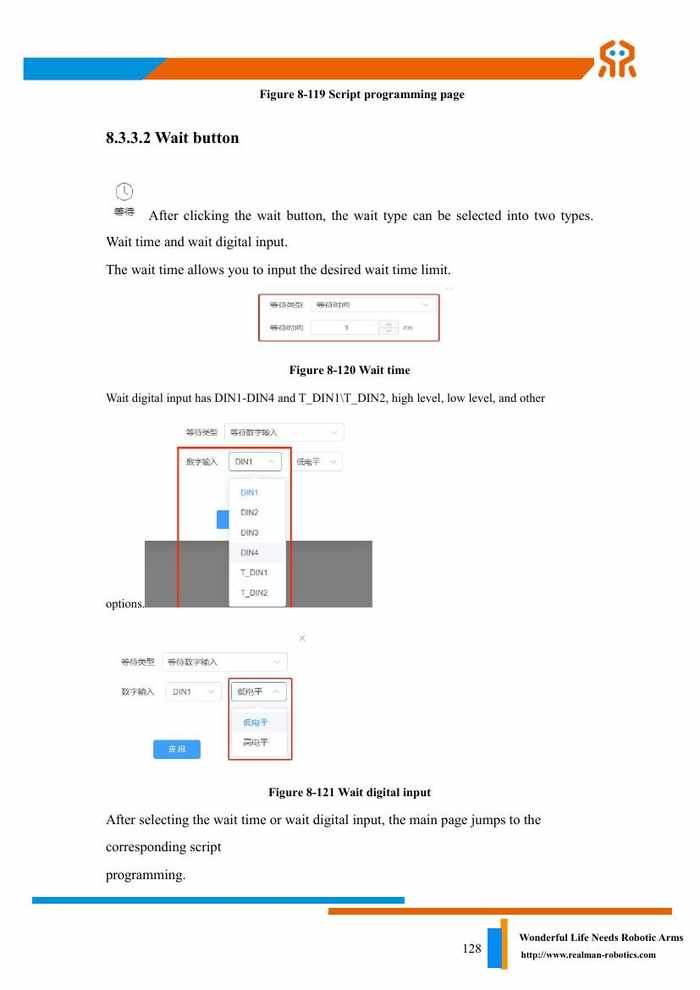 Figure 8-119 Script programming page
8.3.3.2 Wait button
等待 After clicking the wait button, the wait type can be selected into two types.
Wait time and wait digital input.
The wait time allows you to input the desired wait time limit.
等待类型 等待时间
等待时间 1 ms
Figure 8-120 Wait time
Wait digital input has DIN1-DIN4 and T_DIN1\T_DIN2, high level, low level, and other
等待类型 等待数字输入
数字输入 DIN1 低电平
DIN1
DIN2
DIN3
DIN4
T_DIN1
T_DIN2
options.
等待类型 等待数字输入
数字输入 DIN1 低电平
低电平
高电平
应用
Figure 8-121 Wait digital input
After selecting the wait time or wait digital input, the main page jumps to the
corresponding script
programming.
128
Wonderful Life Needs Robotic Arms
http://www.realman-robotics.com